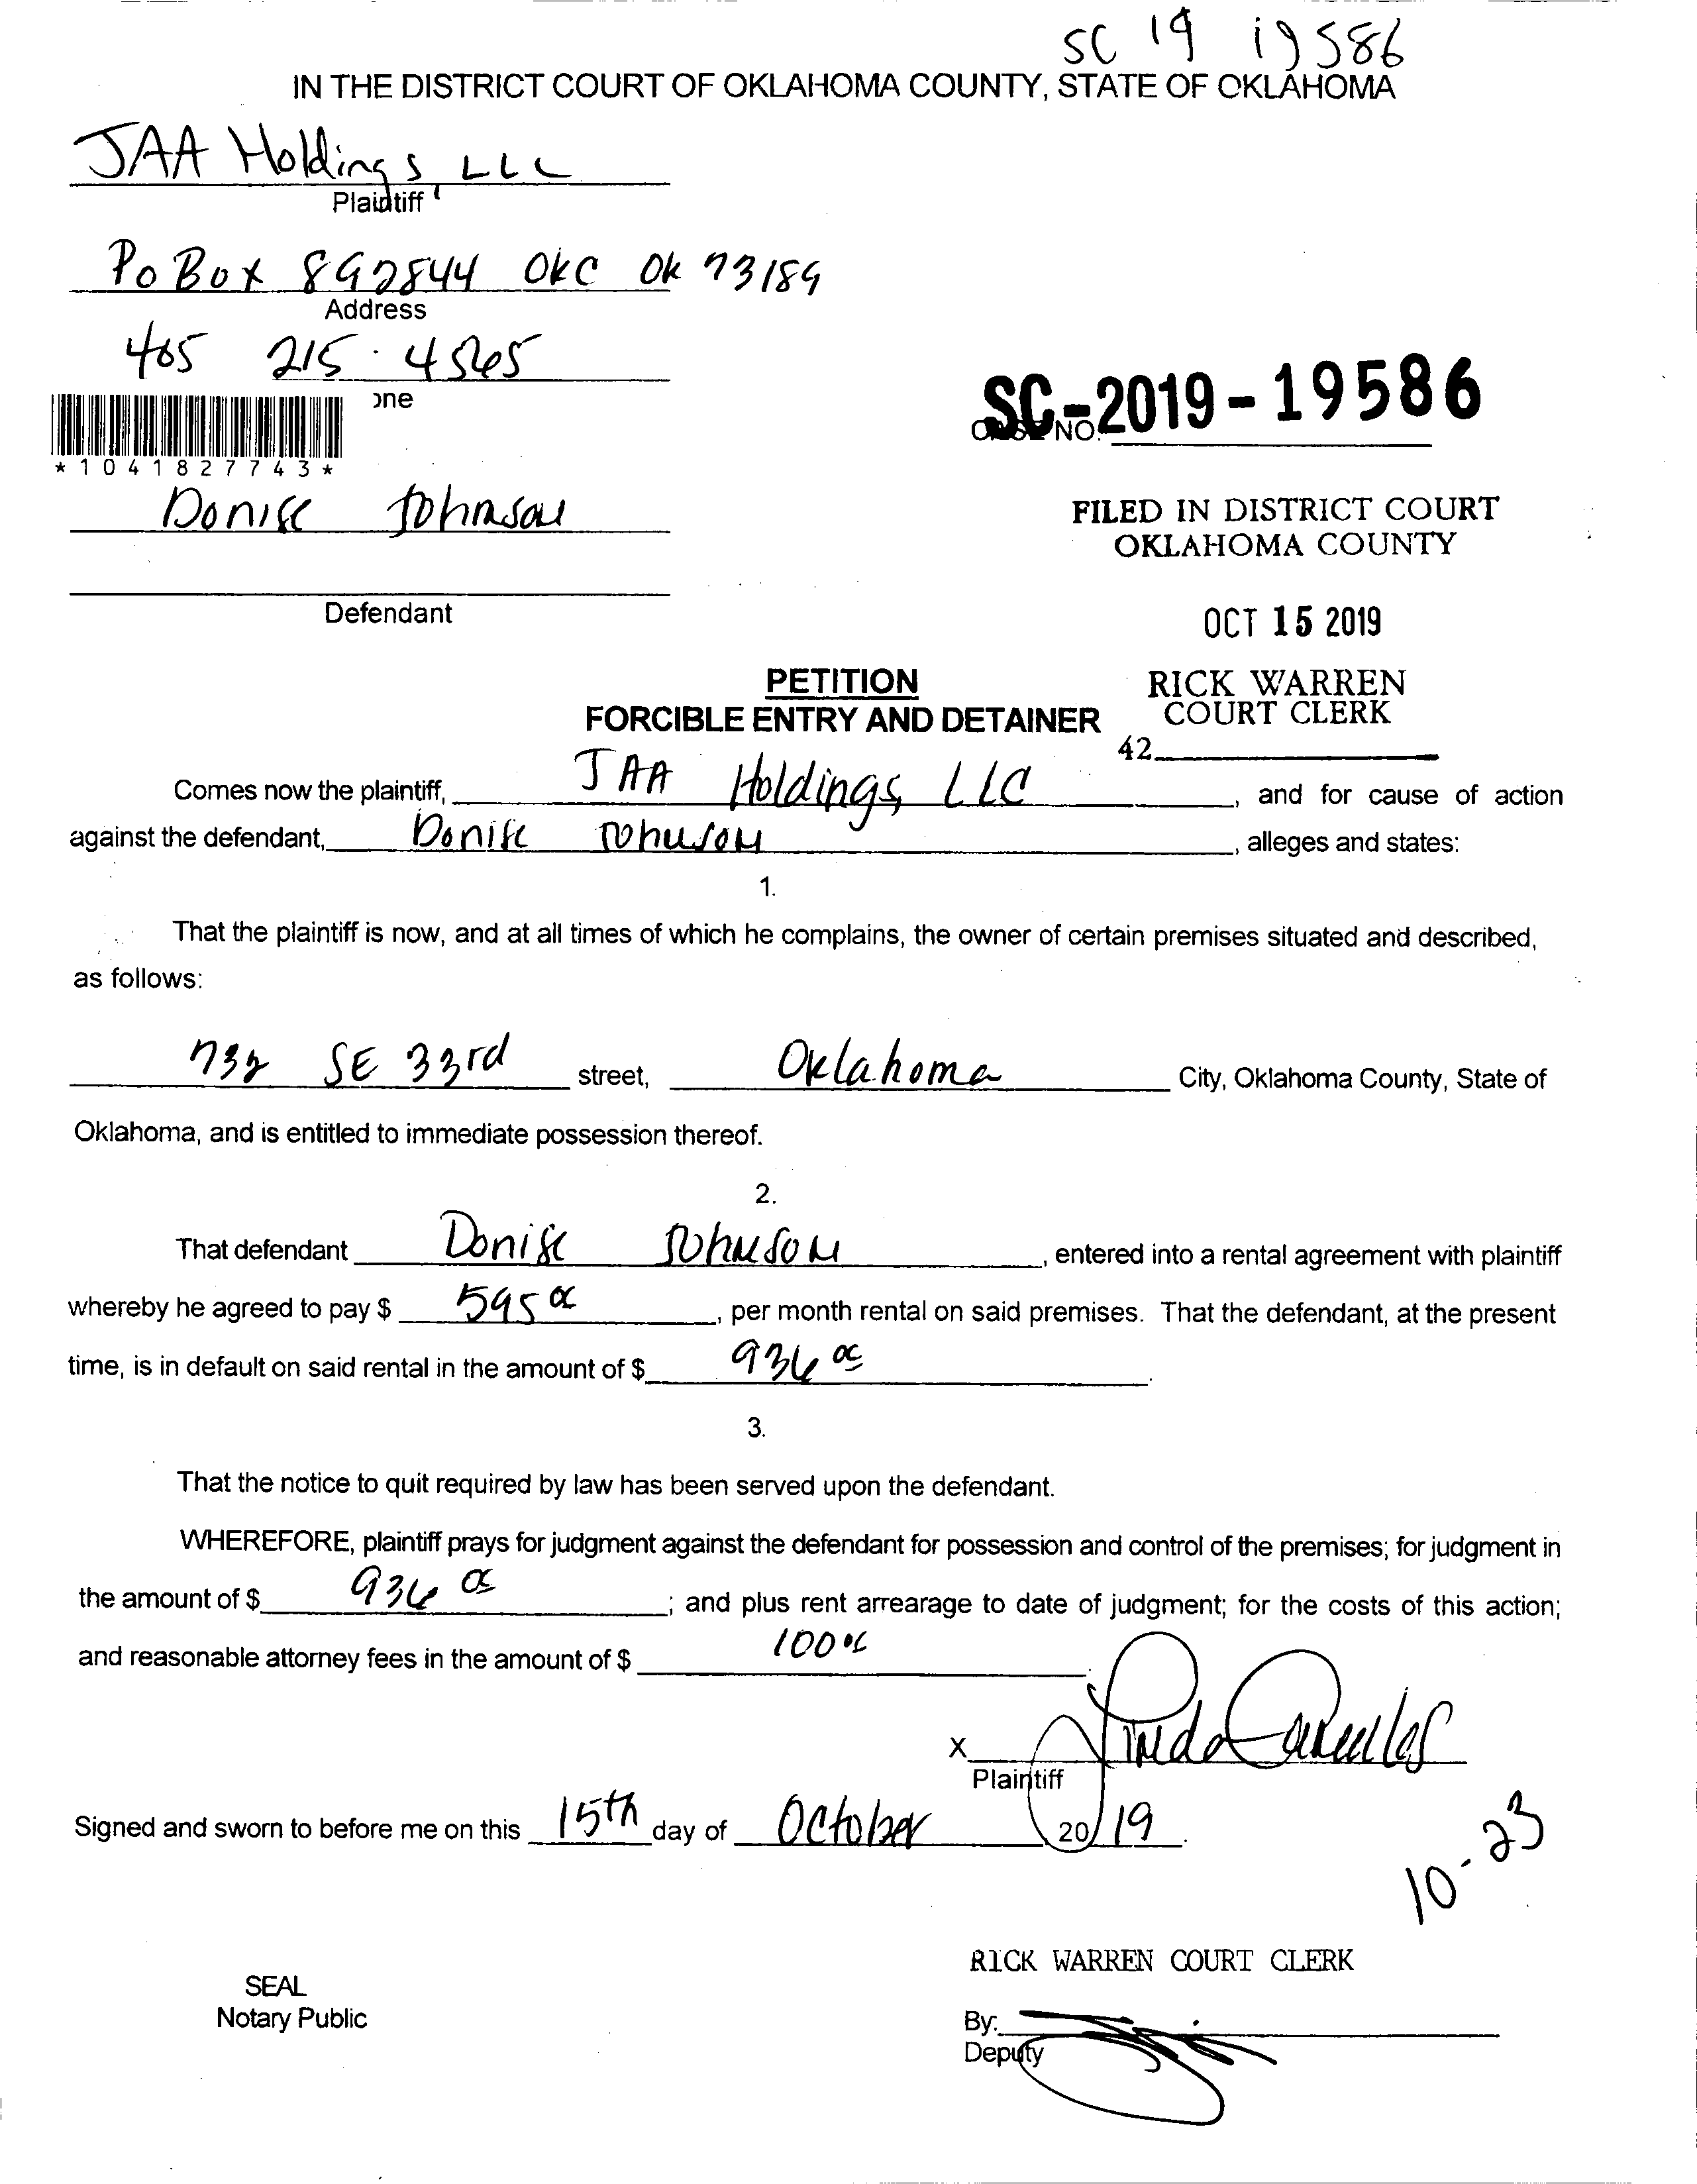 SC 19 19586
IN THE DISTRICT COURT OF OKLAHOMA COUNTY, STATE OF OKLAHOMA
JAA Holdings LLC
Plaintiff
PO Box 892844 OKC OK 73189
Address
405 215-4565
one
*1041827743*
SC-2019-19586
CASE NO.
Donise Johnson
Defendant
FILED IN DISTRICT COURT
OKLAHOMA COUNTY
OCT 15 2019
RICK WARREN
COURT CLERK
42
PETITION
FORCIBLE ENTRY AND DETAINER
Comes now the plaintiff, JAA Holdings, LLC, and for cause of action
against the defendant, Donise Johnson, alleges and states:
1.
That the plaintiff is now, and at all times of which he complains, the owner of certain premises situated and described,
as follows:
732 SE 33rd street, Oklahoma City, Oklahoma County, State of
Oklahoma, and is entitled to immediate possession thereof.
2.
That defendant Donise Johnson, entered into a rental agreement with plaintiff
whereby he agreed to pay $ 595 00, per month rental on said premises. That the defendant, at the present
time, is in default on said rental in the amount of $ 936 00.
3.
That the notice to quit required by law has been served upon the defendant.
WHEREFORE, plaintiff prays for judgment against the defendant for possession and control of the premises; for judgment in
the amount of $ 936 00; and plus rent arrearage to date of judgment; for the costs of this action;
and reasonable attorney fees in the amount of $ 100 00.
X
Plaintiff
Signed and sworn to before me on this 15th day of October 2019.
10-23
RICK WARREN COURT CLERK
SEAL
Notary Public
By:
Deputy